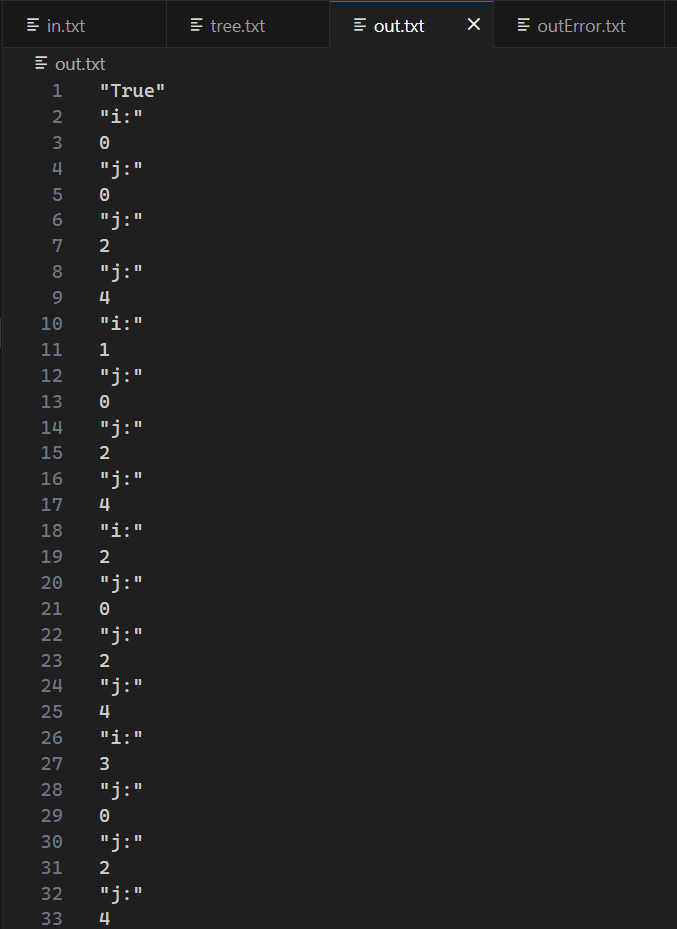 in.txt tree.txt out.txt × outError.txt
out.txt
1 "True"
2 "i:"
3 0
4 "j:"
5 0
6 "j:"
7 2
8 "j:"
9 4
10 "i:"
11 1
12 "j:"
13 0
14 "j:"
15 2
16 "j:"
17 4
18 "i:"
19 2
20 "j:"
21 0
22 "j:"
23 2
24 "j:"
25 4
26 "i:"
27 3
28 "j:"
29 0
30 "j:"
31 2
32 "j:"
33 4